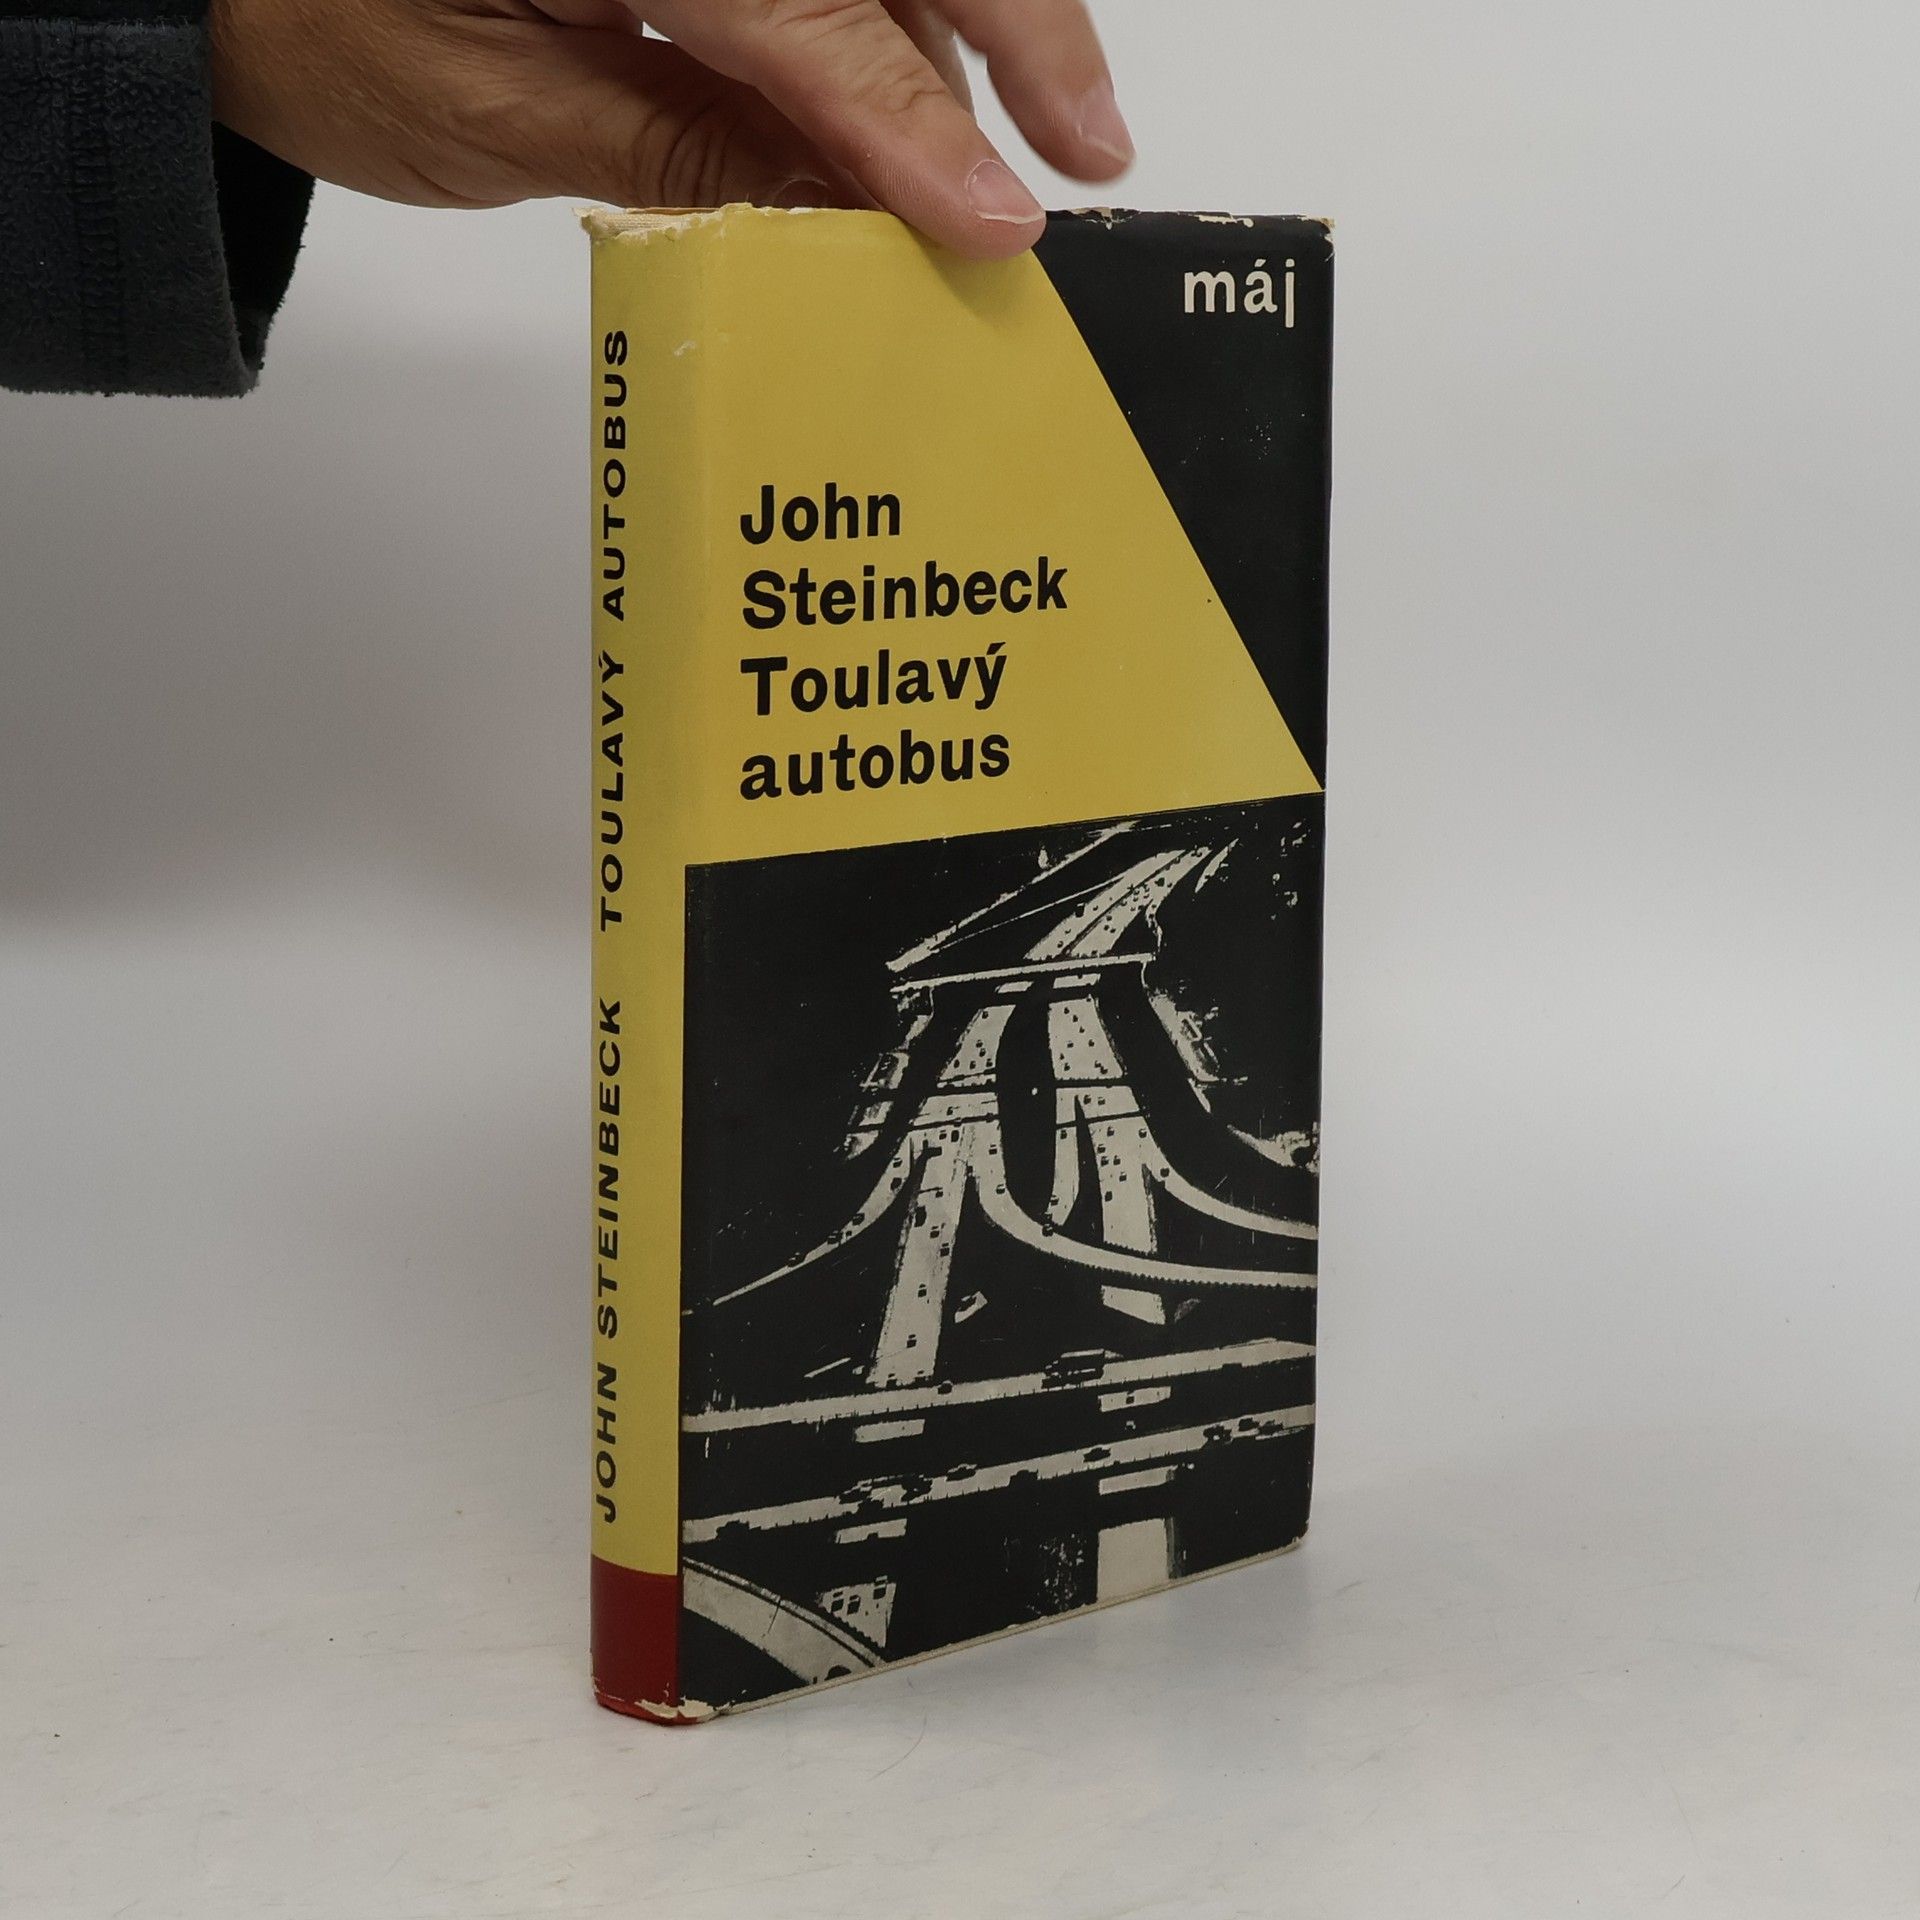 máj
John
Steinbeck
Toulavý
autobus
JOHN STEINBECK TOULAVÝ AUTOBUS